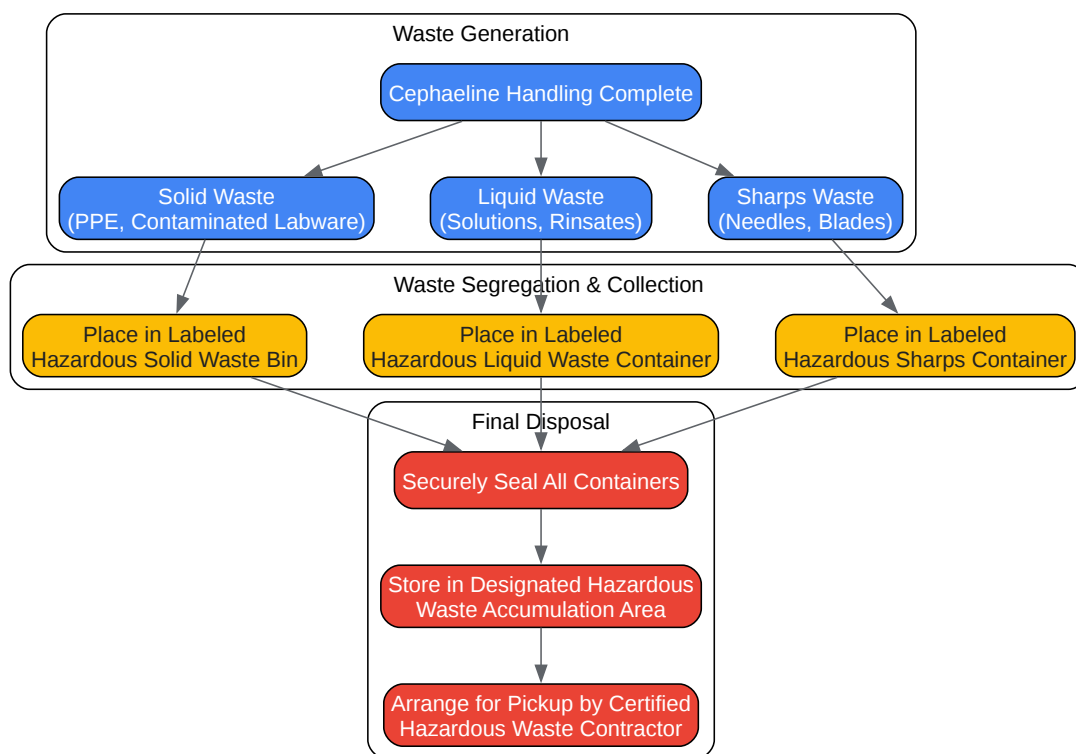 Waste Generation
Cephaeline Handling Complete
Solid Waste
(PPE, Contaminated Labware)
Liquid Waste
(Solutions, Rinsates)
Sharps Waste
(Needles, Blades)
Waste Segregation & Collection
Place in Labeled
Hazardous Solid Waste Bin
Place in Labeled
Hazardous Liquid Waste Container
Place in Labeled
Hazardous Sharps Container
Final Disposal
Securely Seal All Containers
Store in Designated Hazardous
Waste Accumulation Area
Arrange for Pickup by Certified
Hazardous Waste Contractor